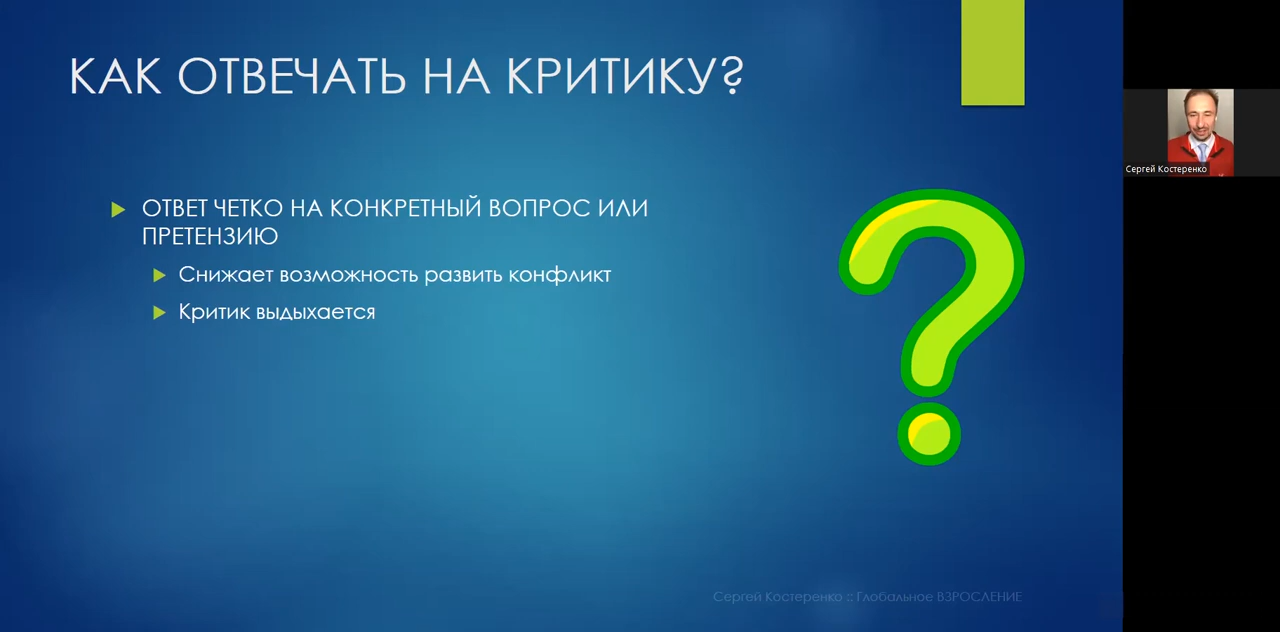 КАК ОТВЕЧАТЬ НА КРИТИКУ?
ОТВЕТ ЧЕТКО НА КОНКРЕТНЫЙ ВОПРОС ИЛИ
ПРЕТЕНЗИЮ
Снижает возможность развить конфликт
Критик выдыхается
Сергей Костеренко
Сергей Костеренко :: Глобальное ВЗРОСЛЕНИЕ